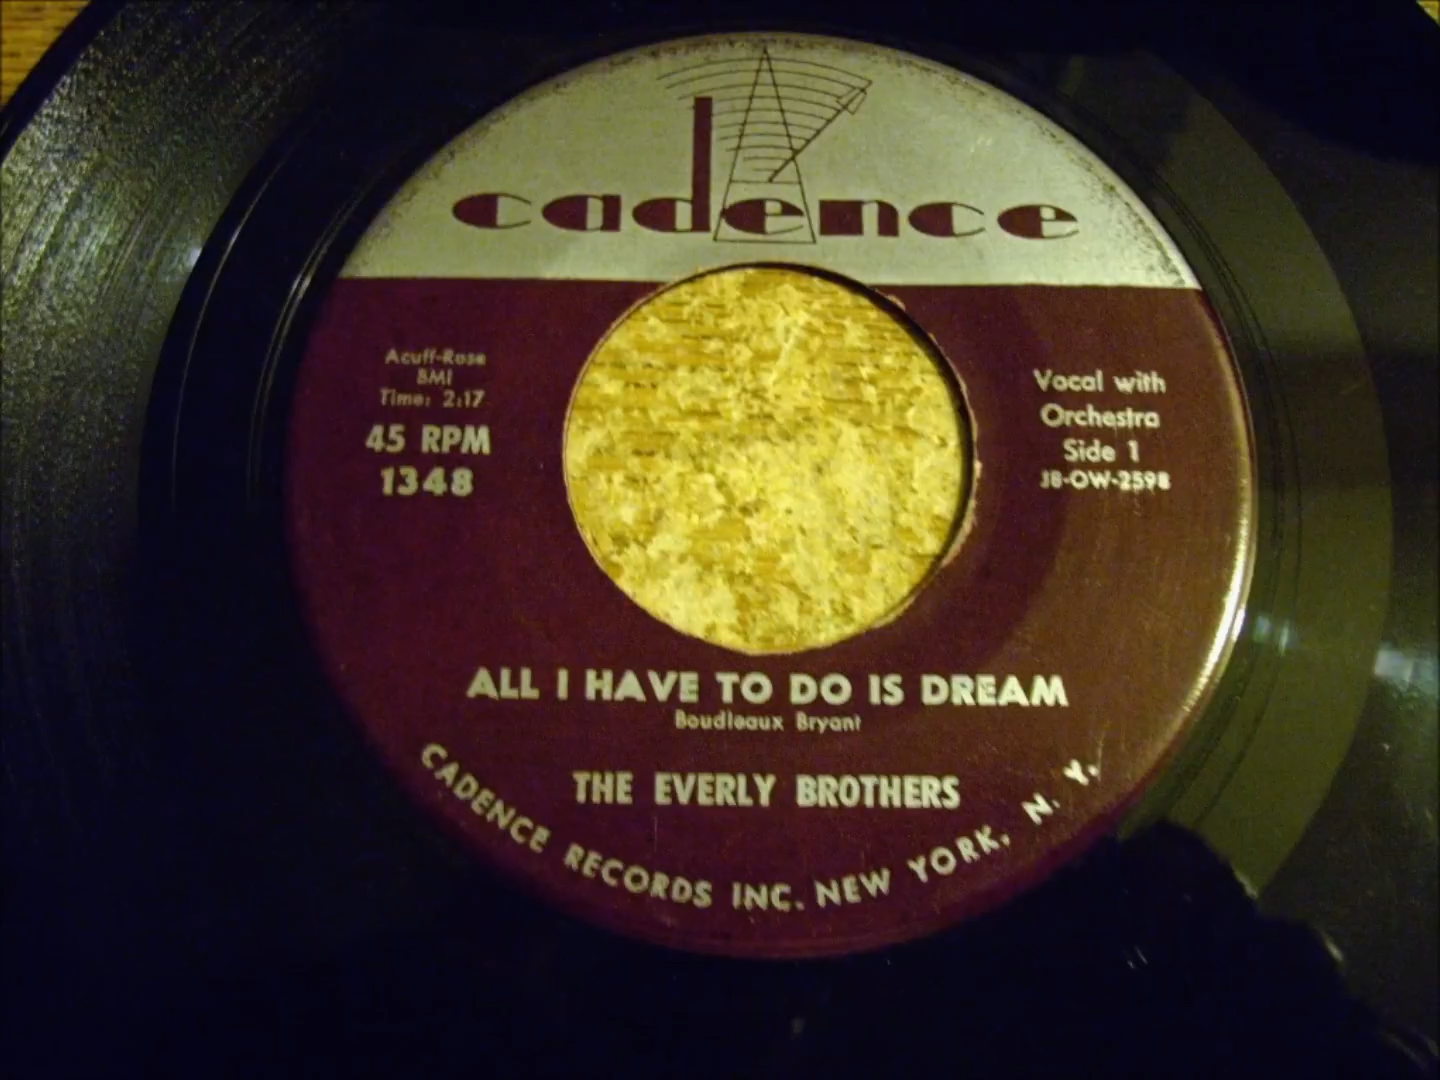 cadence
Acuff-Rose
BMI
Time: 2:17
45 RPM
1348
Vocal with
Orchestra
Side 1
J8-OW-2598
ALL I HAVE TO DO IS DREAM
Boudleaux Bryant
THE EVERLY BROTHERS
CADENCE RECORDS INC. NEW YORK, N. Y.